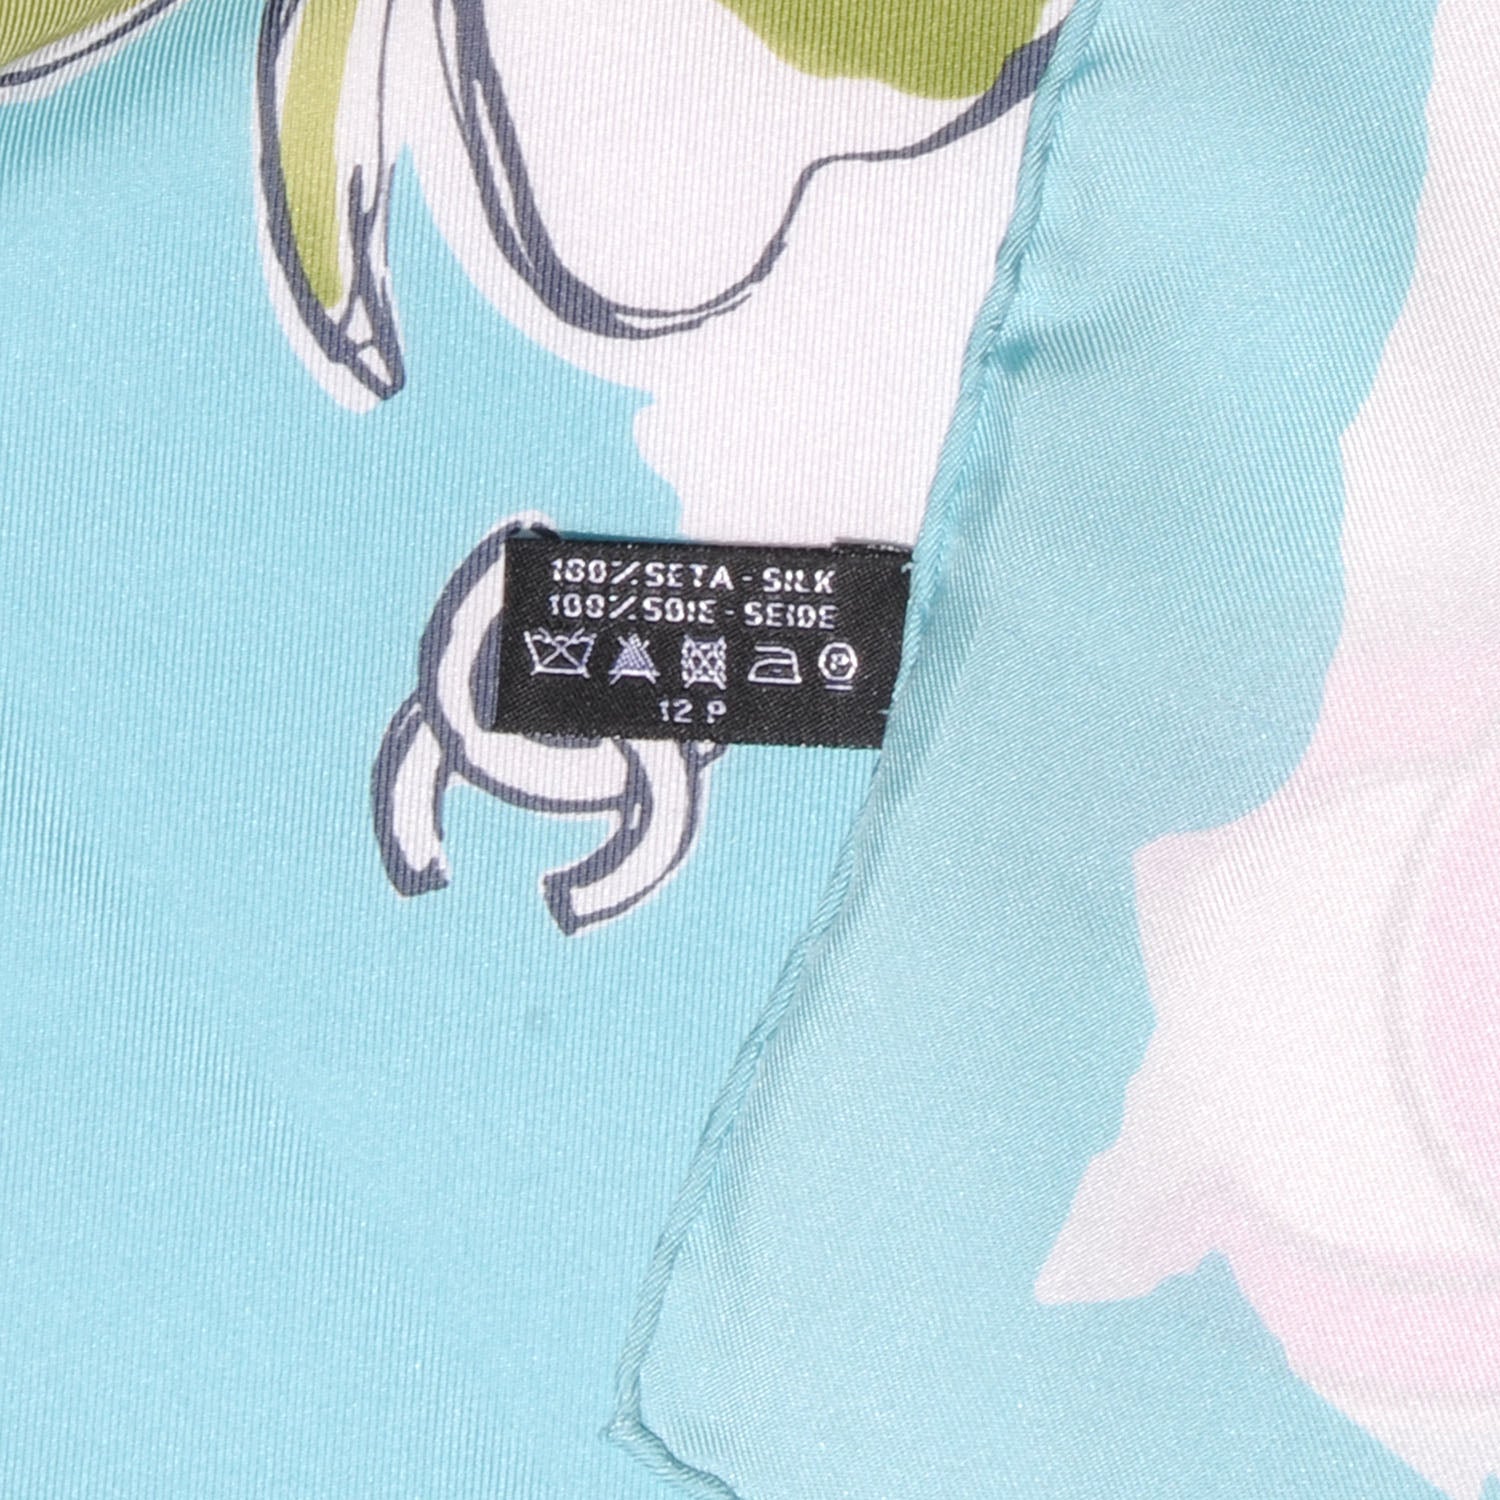 100% SETA - SILK
100% SOIE - SEIDE
P
12 P